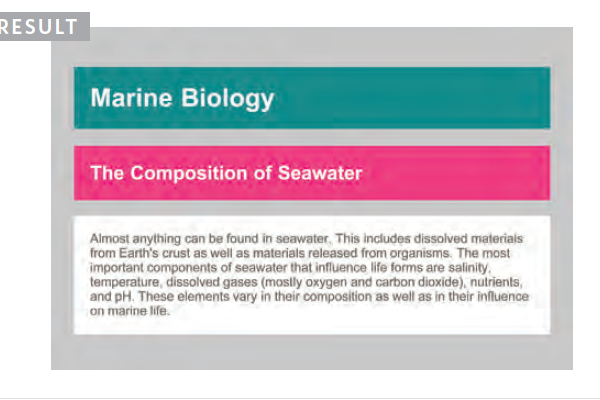 RESULT
Marine Biology
The Composition of Seawater
Almost anything can be found in seawater. This includes dissolved materials
from Earth's crust as well as materials released from organisms. The most
important components of seawater that influence life forms are salinity,
temperature, dissolved gases (mostly oxygen and carbon dioxide), nutrients,
and pH. These elements vary in their composition as well as in their influence
on marine life.